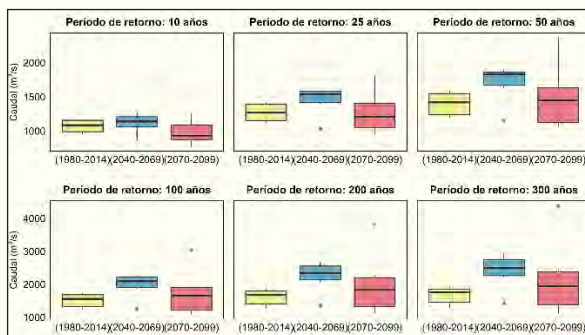 Período de retorno: 10 años
Período de retorno: 25 años
Período de retorno: 50 años
Caudal (m³/s)
2000
1500
1000
(1980-2014) (2040-2069) (2070-2099)
(1980-2014) (2040-2069) (2070-2099)
(1980-2014) (2040-2069) (2070-2099)
Período de retorno: 100 años
Período de retorno: 200 años
Período de retorno: 300 años
Caudal (m³/s)
4000
3000
2000
1000
(1980-2014) (2040-2069) (2070-2099)
(1980-2014) (2040-2069) (2070-2099)
(1980-2014) (2040-2069) (2070-2099)